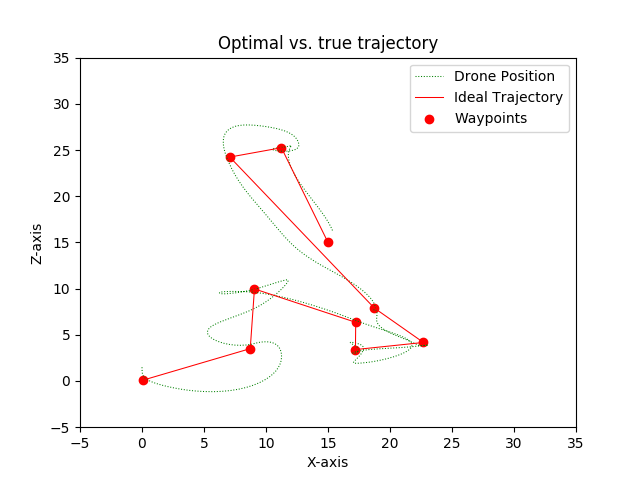 Optimal vs. true trajectory
35
30
25
20
15
10
5
0
−5
Z-axis
Drone Position
Ideal Trajectory
Waypoints
−5 0 5 10 15 20 25 30 35
X-axis